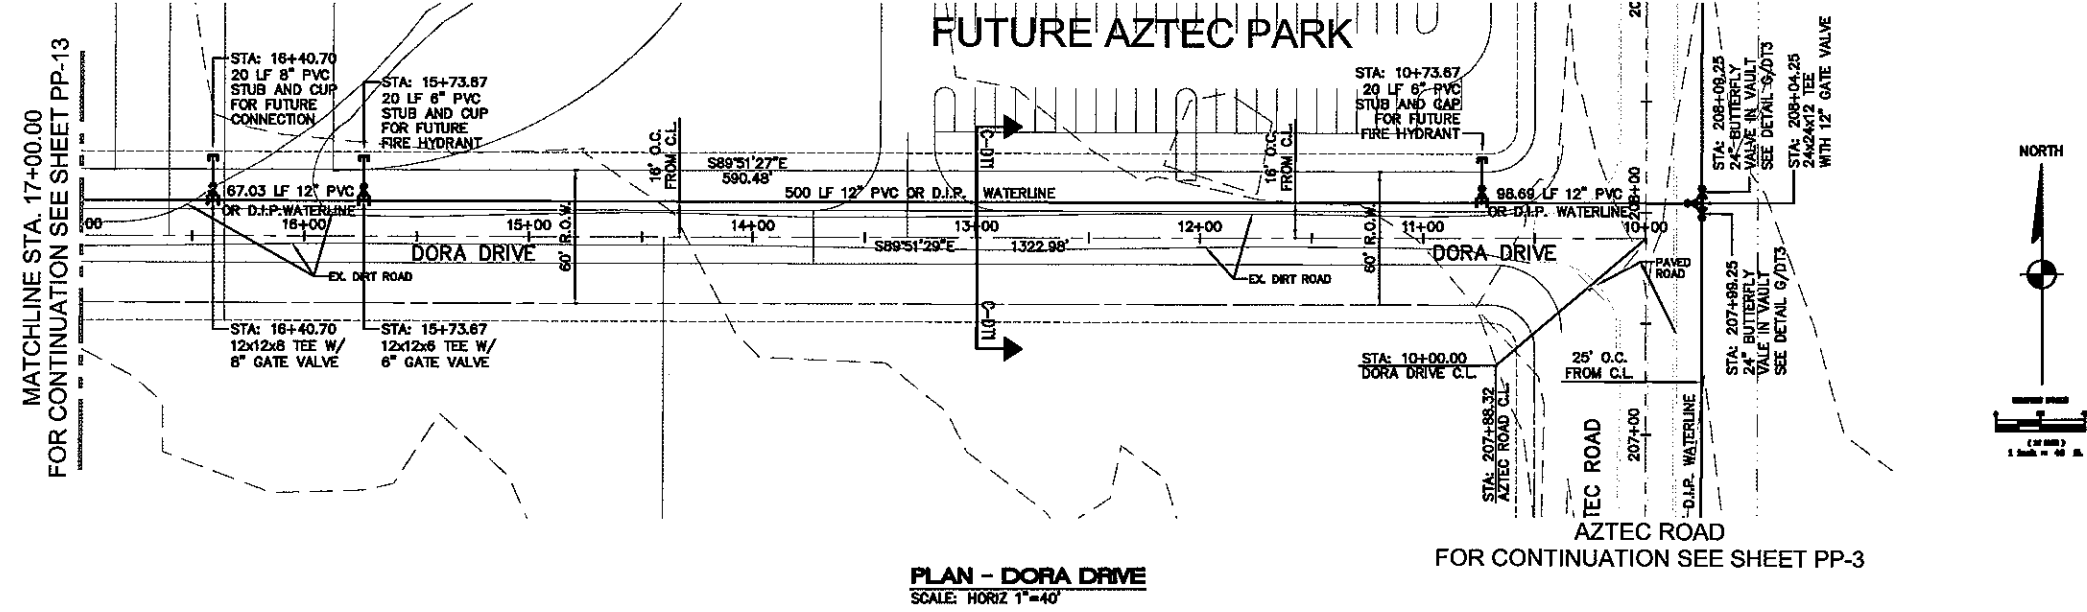 FUTURE AZTEC PARK
MATCHLINE STA. 17+00.00
FOR CONTINUATION SEE SHEET PP-13
STA: 16+40.70
20 LF 8" PVC
STUB AND CUP
FOR FUTURE
CONNECTION
STA: 15+73.67
20 LF 6" PVC
STUB AND CUP
FOR FUTURE
FIRE HYDRANT
16' O.C.
FROM C.L.
S89°51'27"E
590.48'
C-DT1
STA: 10+73.67
20 LF 6" PVC
STUB AND CAP
FOR FUTURE
FIRE HYDRANT
16' O.C.
FROM C.L.
STA: 208+09.25
24" BUTTERFLY
VALVE IN VAULT
SEE DETAIL G/DT3
STA: 208+04.25
24x24x12 TEE
WITH 12" GATE VALVE
NORTH
67.03 LF 12" PVC
OR D.I.P. WATERLINE
500 LF 12" PVC OR D.I.P. WATERLINE
98.69 LF 12" PVC
OR D.I.P. WATERLINE
208+00
00
16+00
15+00
14+00
13+00
12+00
11+00
10+00
DORA DRIVE
60' R.O.W.
S89°51'29"E
1322.98'
60' R.O.W.
DORA DRIVE
EX. DIRT ROAD
EX. DIRT ROAD
PAVED
ROAD
STA: 207+99.25
24" BUTTERFLY
VALE IN VAULT
SEE DETAIL G/DT3
STA: 16+40.70
12x12x8 TEE W/
8" GATE VALVE
STA: 15+73.67
12x12x6 TEE W/
6" GATE VALVE
C-DT1
STA: 10+00.00
DORA DRIVE C.L.
25' O.C.
FROM C.L.
STA: 207+88.32
AZTEC ROAD C.L.
TEC ROAD
207+00
D.I.P. WATERLINE
1 inch = 40 ft.
AZTEC ROAD
FOR CONTINUATION SEE SHEET PP-3
PLAN - DORA DRIVE
SCALE: HORIZ 1"=40'